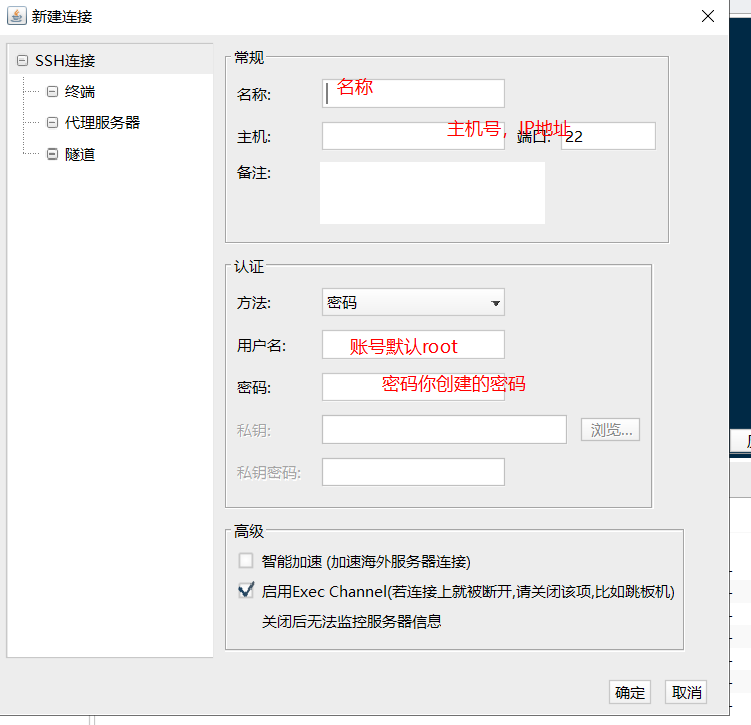 新建连接
SSH连接
终端
代理服务器
隧道
常规
名称: 名称
主机: 主机号，IP地址 端口: 22
备注:
认证
方法: 密码
用户名: 账号默认root
密码: 密码你创建的密码
私钥: 浏览...
私钥密码:
高级
智能加速 (加速海外服务器连接)
启用Exec Channel(若连接上就被断开,请关闭该项,比如跳板机)
关闭后无法监控服务器信息
确定 取消